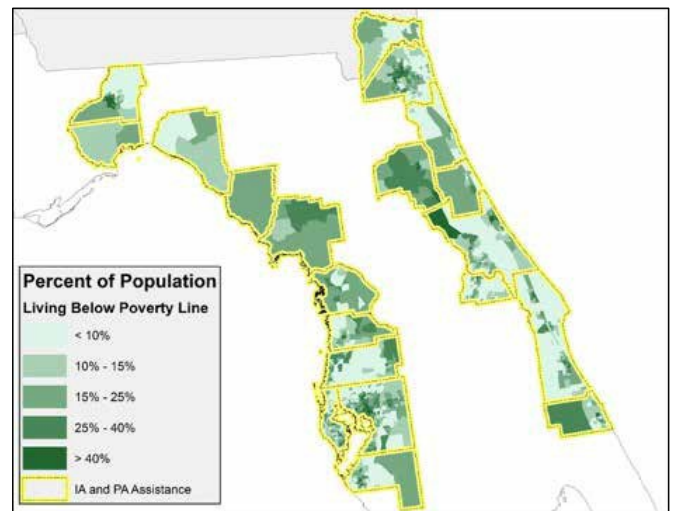 Percent of Population
Living Below Poverty Line
< 10%
10% - 15%
15% - 25%
25% - 40%
> 40%
IA and PA Assistance